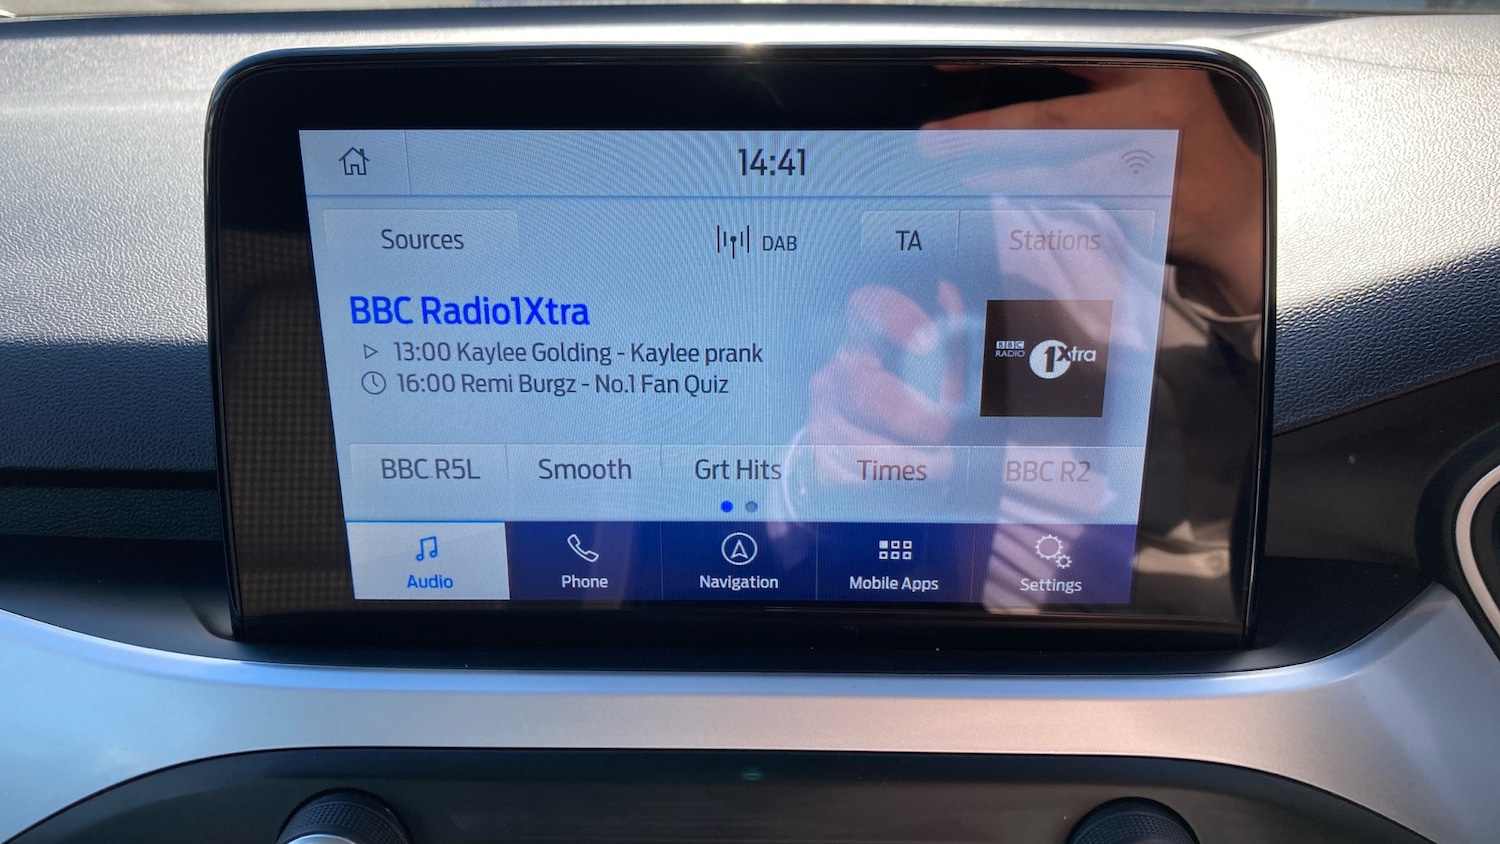 14:41
Sources DAB TA Stations
BBC Radio1Xtra
13:00 Kaylee Golding - Kaylee prank
16:00 Remi Burgz - No.1 Fan Quiz
BBC RADIO 1Xtra
BBC R5L Smooth Grt Hits Times BBC R2
Audio Phone Navigation Mobile Apps Settings